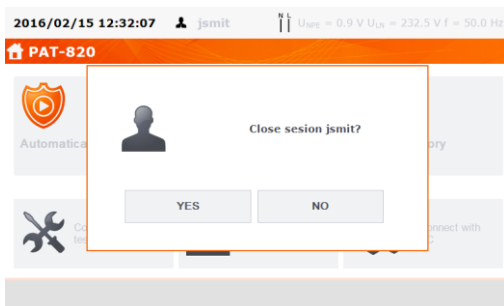 2016/02/15 12:32:07 jsmit N L UNPE = 0.9 V ULN = 232.5 V f = 50.0 Hz
PAT-820
Close sesion jsmit?
Automatica
ory
YES NO
Co
onnect with
te
C